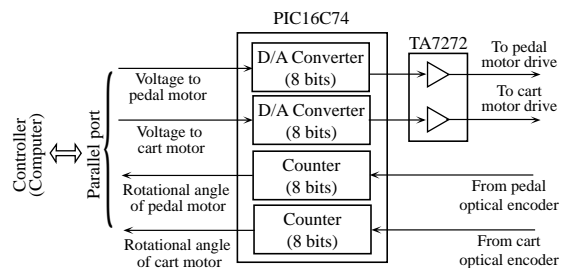 PIC16C74
TA7272
Controller
(Computer)
Parallel port
Voltage to
pedal motor
Voltage to
cart motor
Rotational angle
of pedal motor
Rotational angle
of cart motor
D/A Converter
(8 bits)
D/A Converter
(8 bits)
Counter
(8 bits)
Counter
(8 bits)
To pedal
motor drive
To cart
motor drive
From pedal
optical encoder
From cart
optical encoder